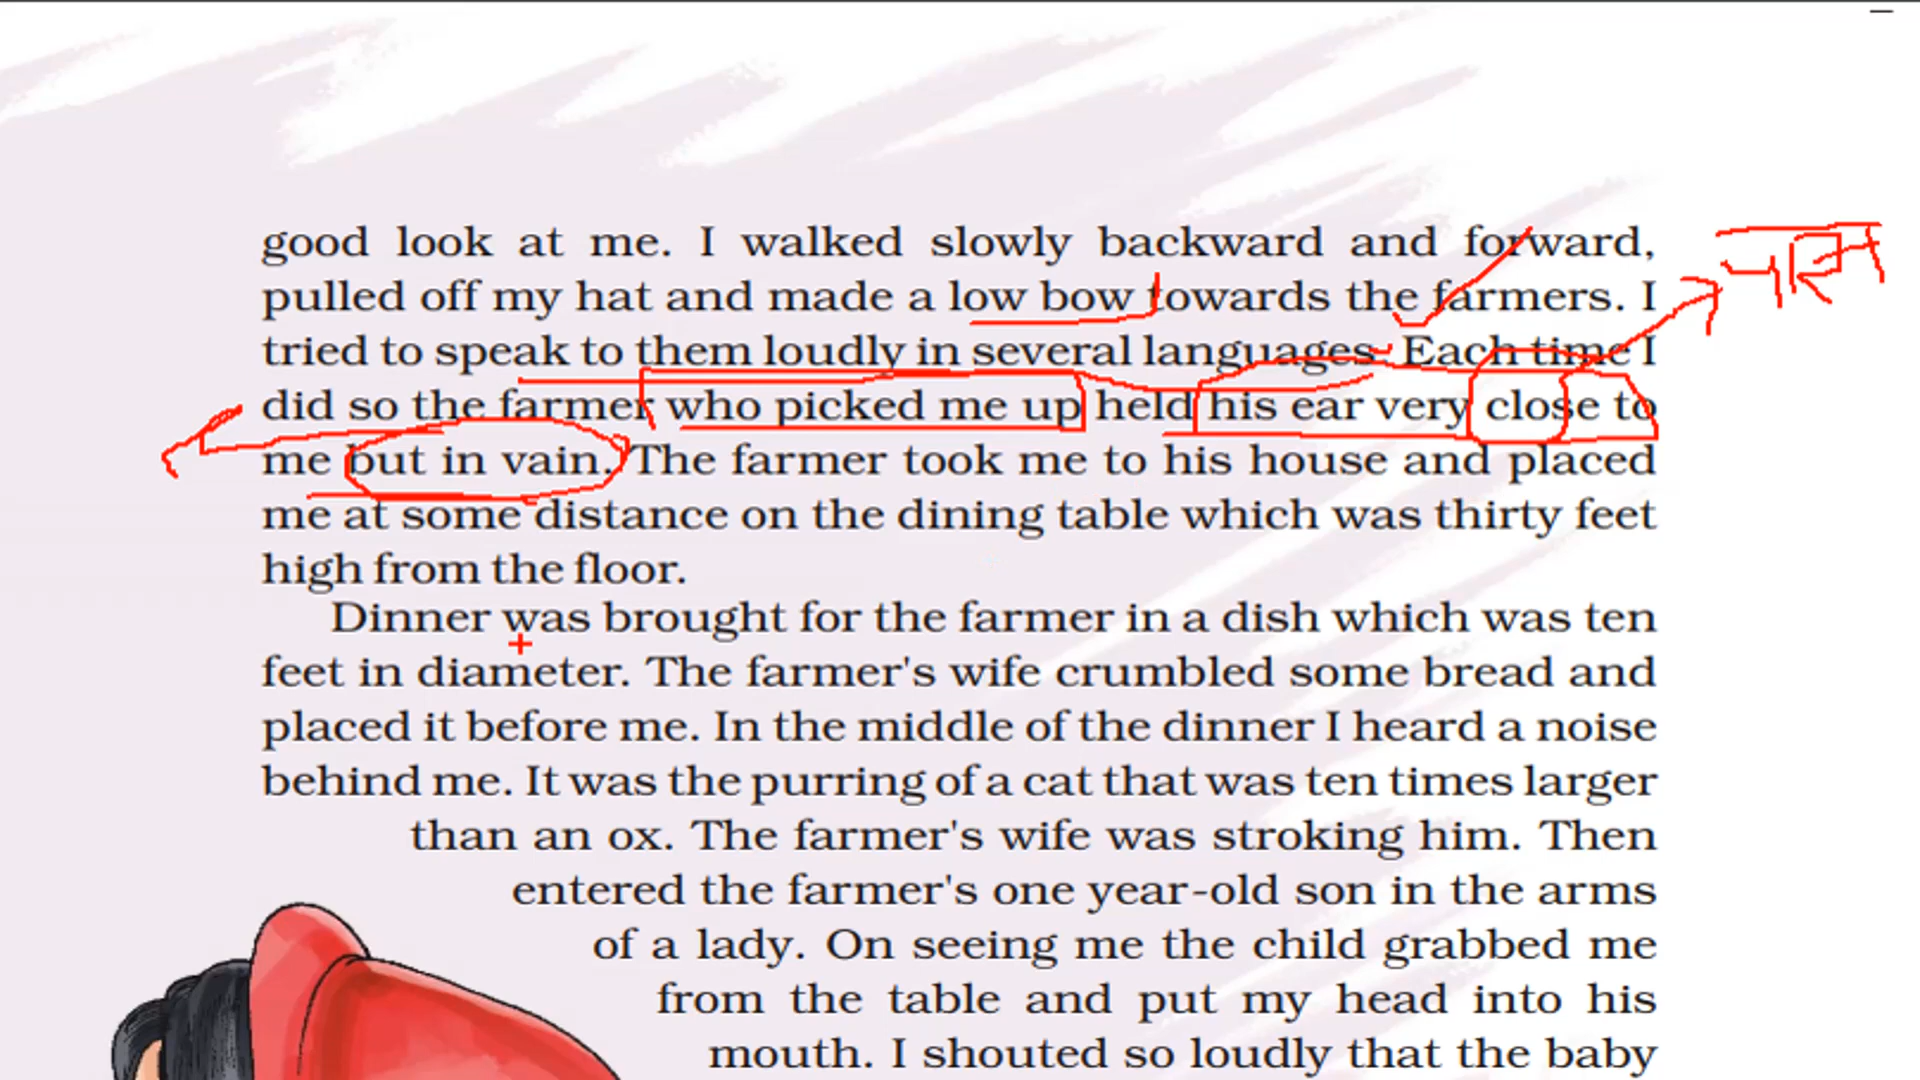 good look at me. I walked slowly backward and forward,
pulled off my hat and made a low bow towards the farmers. I
tried to speak to them loudly in several languages. Each time I
did so the farmer who picked me up held his ear very close to
me but in vain. The farmer took me to his house and placed
me at some distance on the dining table which was thirty feet
high from the floor.
Dinner was brought for the farmer in a dish which was ten
feet in diameter. The farmer's wife crumbled some bread and
placed it before me. In the middle of the dinner I heard a noise
behind me. It was the purring of a cat that was ten times larger
than an ox. The farmer's wife was stroking him. Then
entered the farmer's one year-old son in the arms
of a lady. On seeing me the child grabbed me
from the table and put my head into his
mouth. I shouted so loudly that the baby